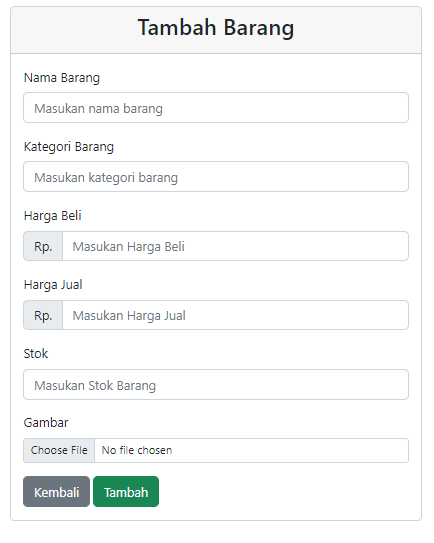 Tambah Barang
Nama Barang
Masukan nama barang
Kategori Barang
Masukan kategori barang
Harga Beli
Rp. Masukan Harga Beli
Harga Jual
Rp. Masukan Harga Jual
Stok
Masukan Stok Barang
Gambar
Choose File No file chosen
Kembali Tambah